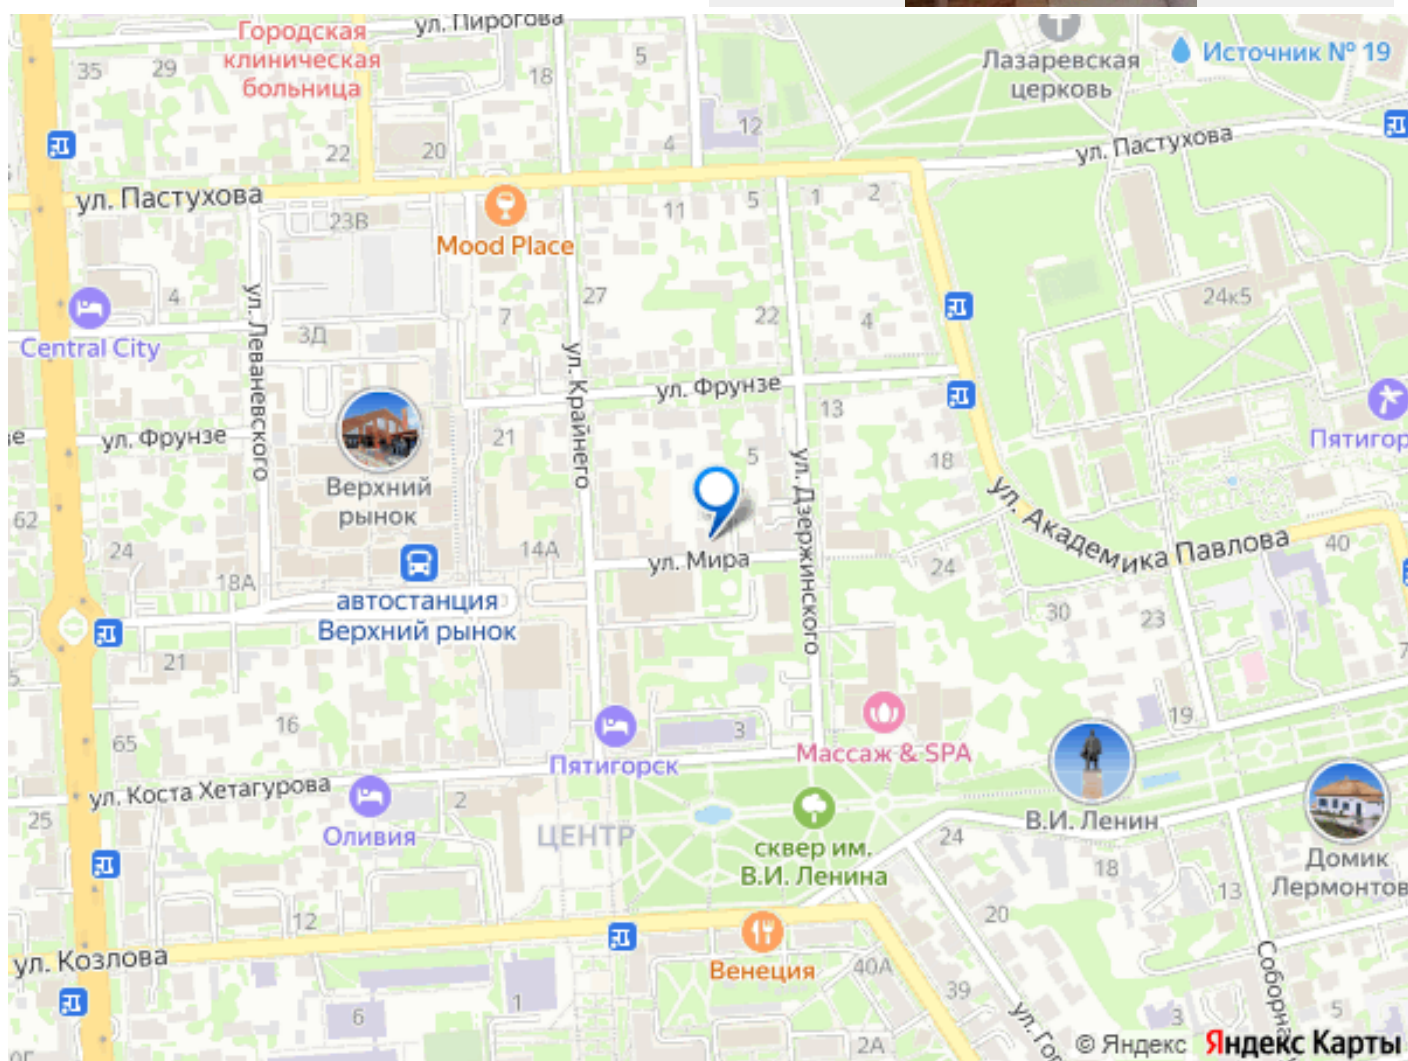 ул. Пирогова
Городская
клиническая
больница
Лазаревская
церковь
Источник № 19
35
29
18
5
12
22
20
4
ул. Пастухова
ул. Пастухова
23В
Mood Place
11
5
1
2
Central City
4
ул. Леваневского
3Д
7
27
22
4
24к5
ул. Крайнего
ул. Фрунзе
13
ул. Фрунзе
21
5
18
Пятигор
Верхний
рынок
ул. Дзержинского
ул. Академика Павлова
62
24
18А
14А
ул. Мира
24
40
автостанция
Верхний рынок
30
23
21
16
65
3
19
Пятигорск
Массаж & SPA
ул. Коста Хетагурова
2
25
Оливия
ЦЕНТР
сквер им.
В.И. Ленина
24
В.И. Ленин
18
13
Домик
Лермонтов
12
20
ул. Козлова
Венеция
40А
39
Соборна
6
1
2А
ул. Гог
3
5
© Яндекс
Яндекс Карты